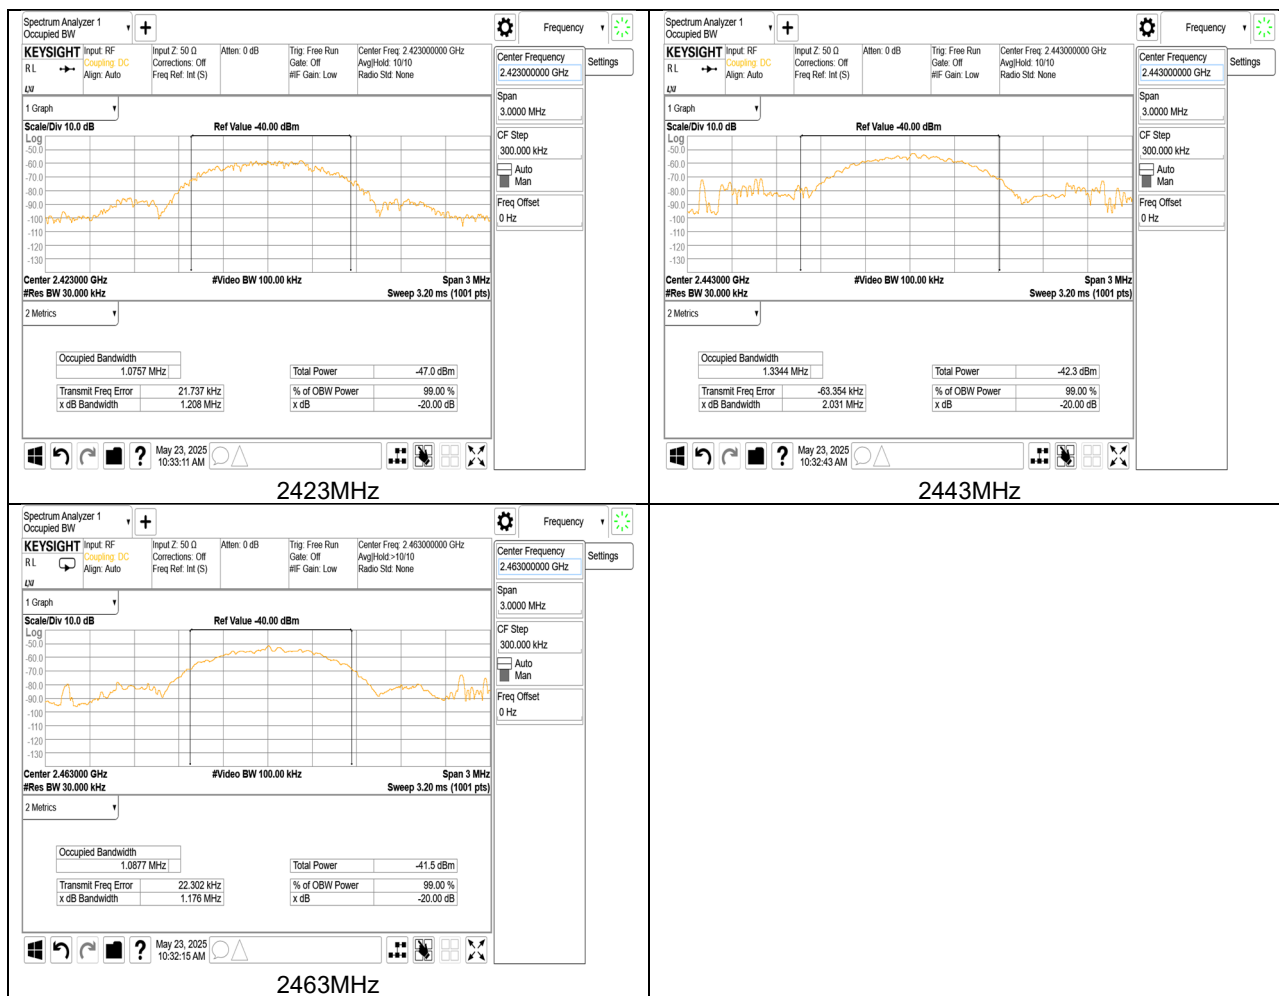 Spectrum Analyzer 1
Occupied BW
+
Frequency
KEYSIGHT
Input: RF
Input Z: 50 Ω
Atten: 0 dB
Trig: Free Run
Center Freq: 2.423000000 GHz
Coupling: DC
Corrections: Off
Gate: Off
Avg|Hold: 10/10
RL
Align: Auto
Freq Ref: Int (S)
#IF Gain: Low
Radio Std: None
LXI
Center Frequency
2.423000000 GHz
Settings
Span
3.0000 MHz
CF Step
300.000 kHz
Auto
Man
Freq Offset
0 Hz
1 Graph
Scale/Div 10.0 dB
Ref Value -40.00 dBm
Log
-50.0
-60.0
-70.0
-80.0
-90.0
-100
-110
-120
-130
Center 2.423000 GHz
#Video BW 100.00 kHz
Span 3 MHz
#Res BW 30.000 kHz
Sweep 3.20 ms (1001 pts)
2 Metrics
Occupied Bandwidth
1.0757 MHz
Total Power -47.0 dBm
Transmit Freq Error 21.737 kHz
% of OBW Power 99.00 %
x dB Bandwidth 1.208 MHz
x dB -20.00 dB
?
May 23, 2025
10:33:11 AM
2423MHz
Spectrum Analyzer 1
Occupied BW
+
Frequency
KEYSIGHT
Input: RF
Input Z: 50 Ω
Atten: 0 dB
Trig: Free Run
Center Freq: 2.443000000 GHz
Coupling: DC
Corrections: Off
Gate: Off
Avg|Hold: 10/10
RL
Align: Auto
Freq Ref: Int (S)
#IF Gain: Low
Radio Std: None
LXI
Center Frequency
2.443000000 GHz
Settings
Span
3.0000 MHz
CF Step
300.000 kHz
Auto
Man
Freq Offset
0 Hz
1 Graph
Scale/Div 10.0 dB
Ref Value -40.00 dBm
Log
-50.0
-60.0
-70.0
-80.0
-90.0
-100
-110
-120
-130
Center 2.443000 GHz
#Video BW 100.00 kHz
Span 3 MHz
#Res BW 30.000 kHz
Sweep 3.20 ms (1001 pts)
2 Metrics
Occupied Bandwidth
1.3344 MHz
Total Power -42.3 dBm
Transmit Freq Error -63.354 kHz
% of OBW Power 99.00 %
x dB Bandwidth 2.031 MHz
x dB -20.00 dB
?
May 23, 2025
10:32:43 AM
2443MHz
Spectrum Analyzer 1
Occupied BW
+
Frequency
KEYSIGHT
Input: RF
Input Z: 50 Ω
Atten: 0 dB
Trig: Free Run
Center Freq: 2.463000000 GHz
Coupling: DC
Corrections: Off
Gate: Off
Avg|Hold:>10/10
RL
Align: Auto
Freq Ref: Int (S)
#IF Gain: Low
Radio Std: None
LXI
Center Frequency
2.463000000 GHz
Settings
Span
3.0000 MHz
CF Step
300.000 kHz
Auto
Man
Freq Offset
0 Hz
1 Graph
Scale/Div 10.0 dB
Ref Value -40.00 dBm
Log
-50.0
-60.0
-70.0
-80.0
-90.0
-100
-110
-120
-130
Center 2.463000 GHz
#Video BW 100.00 kHz
Span 3 MHz
#Res BW 30.000 kHz
Sweep 3.20 ms (1001 pts)
2 Metrics
Occupied Bandwidth
1.0877 MHz
Total Power -41.5 dBm
Transmit Freq Error 22.302 kHz
% of OBW Power 99.00 %
x dB Bandwidth 1.176 MHz
x dB -20.00 dB
?
May 23, 2025
10:32:15 AM
2463MHz